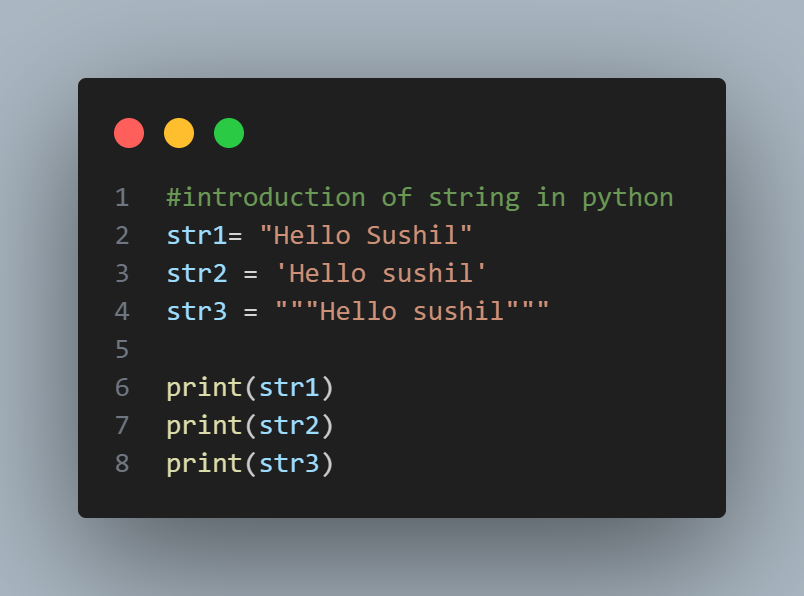 1 #introduction of string in python
2 str1= "Hello Sushil"
3 str2 = 'Hello sushil'
4 str3 = """Hello sushil"""
5
6 print(str1)
7 print(str2)
8 print(str3)